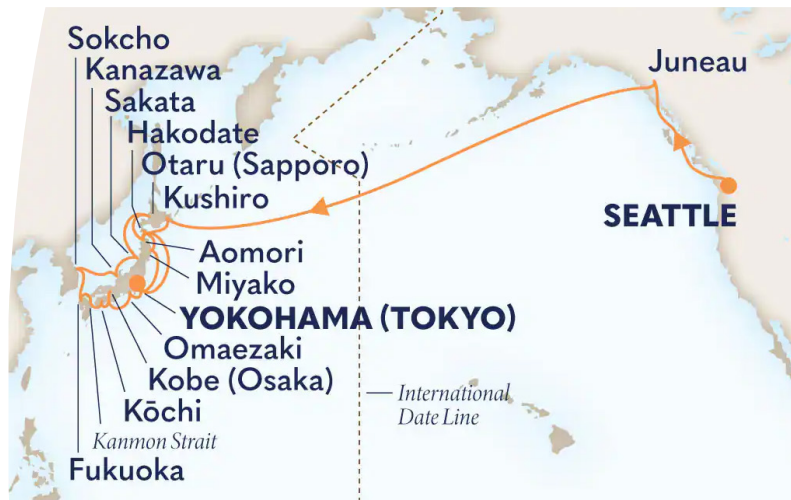 Sokcho
Kanazawa
Sakata
Hakodate
Otaru (Sapporo)
Kushiro
Juneau
SEATTLE
Aomori
Miyako
YOKOHAMA (TOKYO)
Omaezaki
Kobe (Osaka)
Kōchi
Kanmon Strait
Fukuoka
International
Date Line